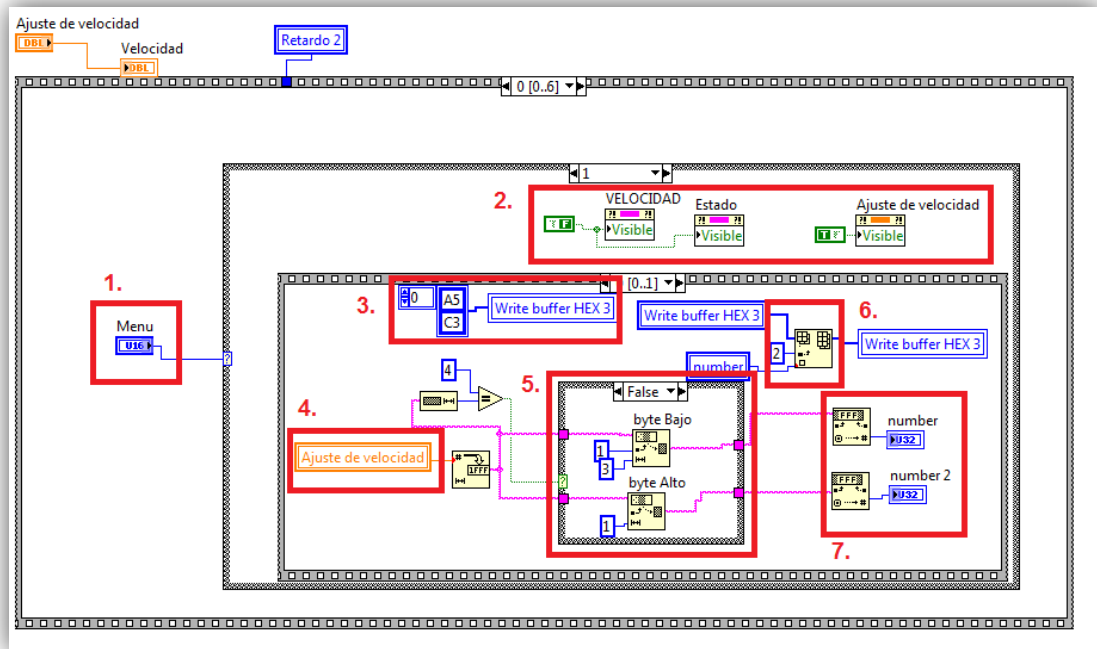 Ajuste de velocidad
DBL
Velocidad
DBL
Retardo 2
0 [0..6]
1
2.
VELOCIDAD
Estado
Ajuste de velocidad
F
Visible
Visible
T
Visible
[0..1]
1.
Menu
U16
?
3.
0
A5
C3
Write buffer HEX 3
Write buffer HEX 3
6.
2
Write buffer HEX 3
number
4
=
5.
False
4.
Ajuste de velocidad
#
1FFF
?
byte Bajo
1
3
byte Alto
1
FFF
#
number
U32
FFF
#
number 2
U32
7.